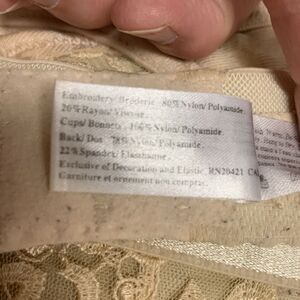 Embroidery/Broderie 80%Nylon/Polyamide.
20%Rayon/Viscose.
Cups/Bonnets 100%Nylon/Polyamide.
Back/Dos 78%Nylon/Polyamide.
22%Spandex/Elasthanne.
Exclusive of Decoration and Elastic RN20421 CA
Garniture et ornement non compris.